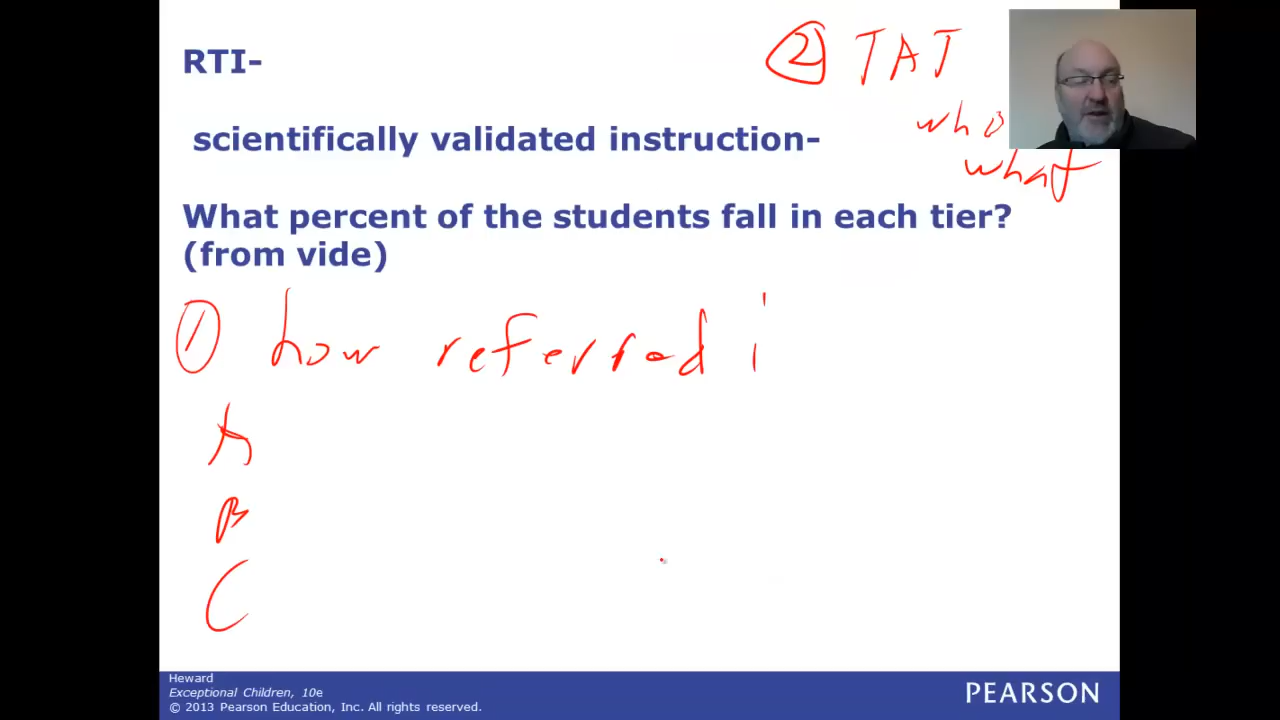 RTI-
② TAT
who
what
scientifically validated instruction-
What percent of the students fall in each tier?
(from vide)
① how referred i
A
B
C
Heward
Exceptional Children, 10e
© 2013 Pearson Education, Inc. All rights reserved.
PEARSON